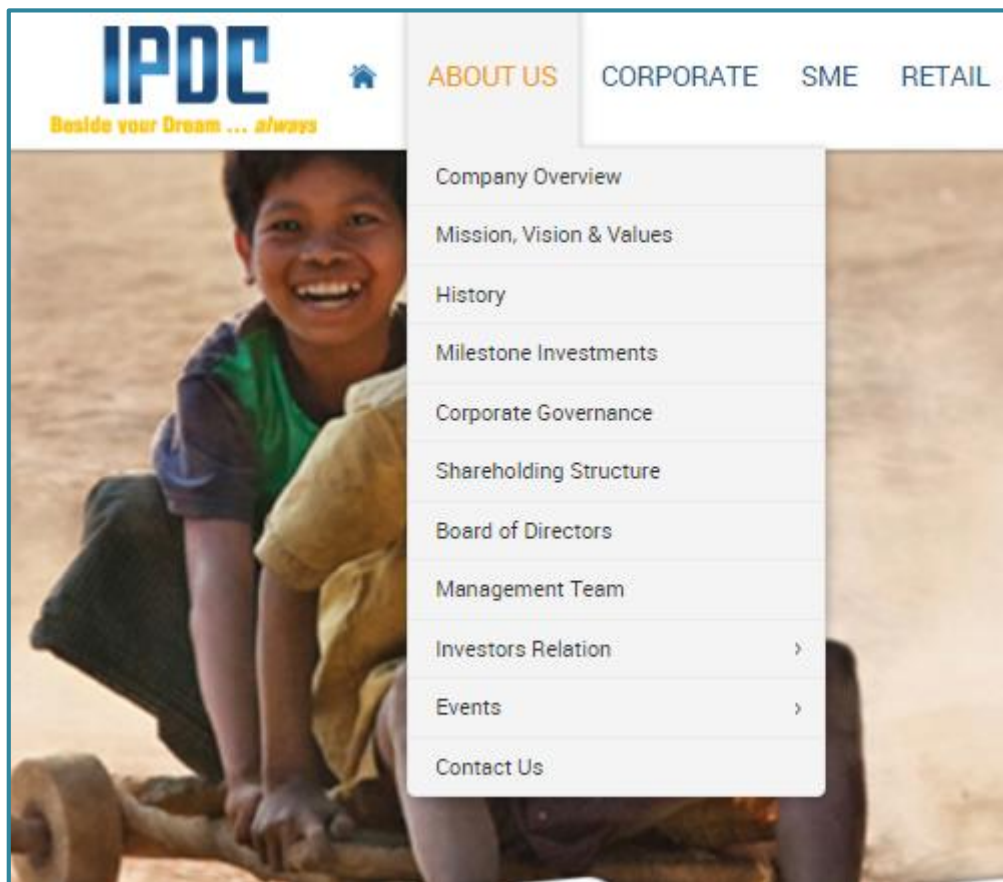 IPDC
Beside your Dream ... always
ABOUT US CORPORATE SME RETAIL
Company Overview
Mission, Vision & Values
History
Milestone Investments
Corporate Governance
Shareholding Structure
Board of Directors
Management Team
Investors Relation
Events
Contact Us